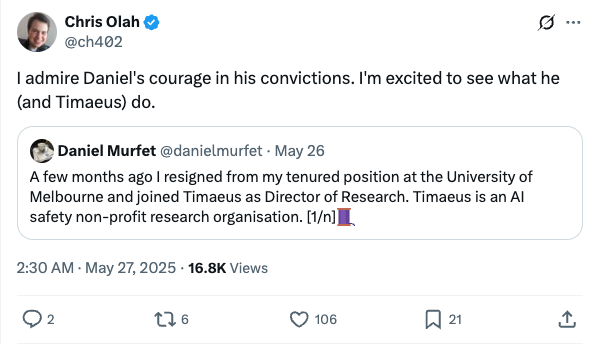 Chris Olah
@ch402
I admire Daniel's courage in his convictions. I'm excited to see what he
(and Timaeus) do.
Daniel Murfet @danielmurfet · May 26
A few months ago I resigned from my tenured position at the University of
Melbourne and joined Timaeus as Director of Research. Timaeus is an AI
safety non-profit research organisation. [1/n]🧵
2:30 AM · May 27, 2025 · 16.8K Views
2 6 106 21